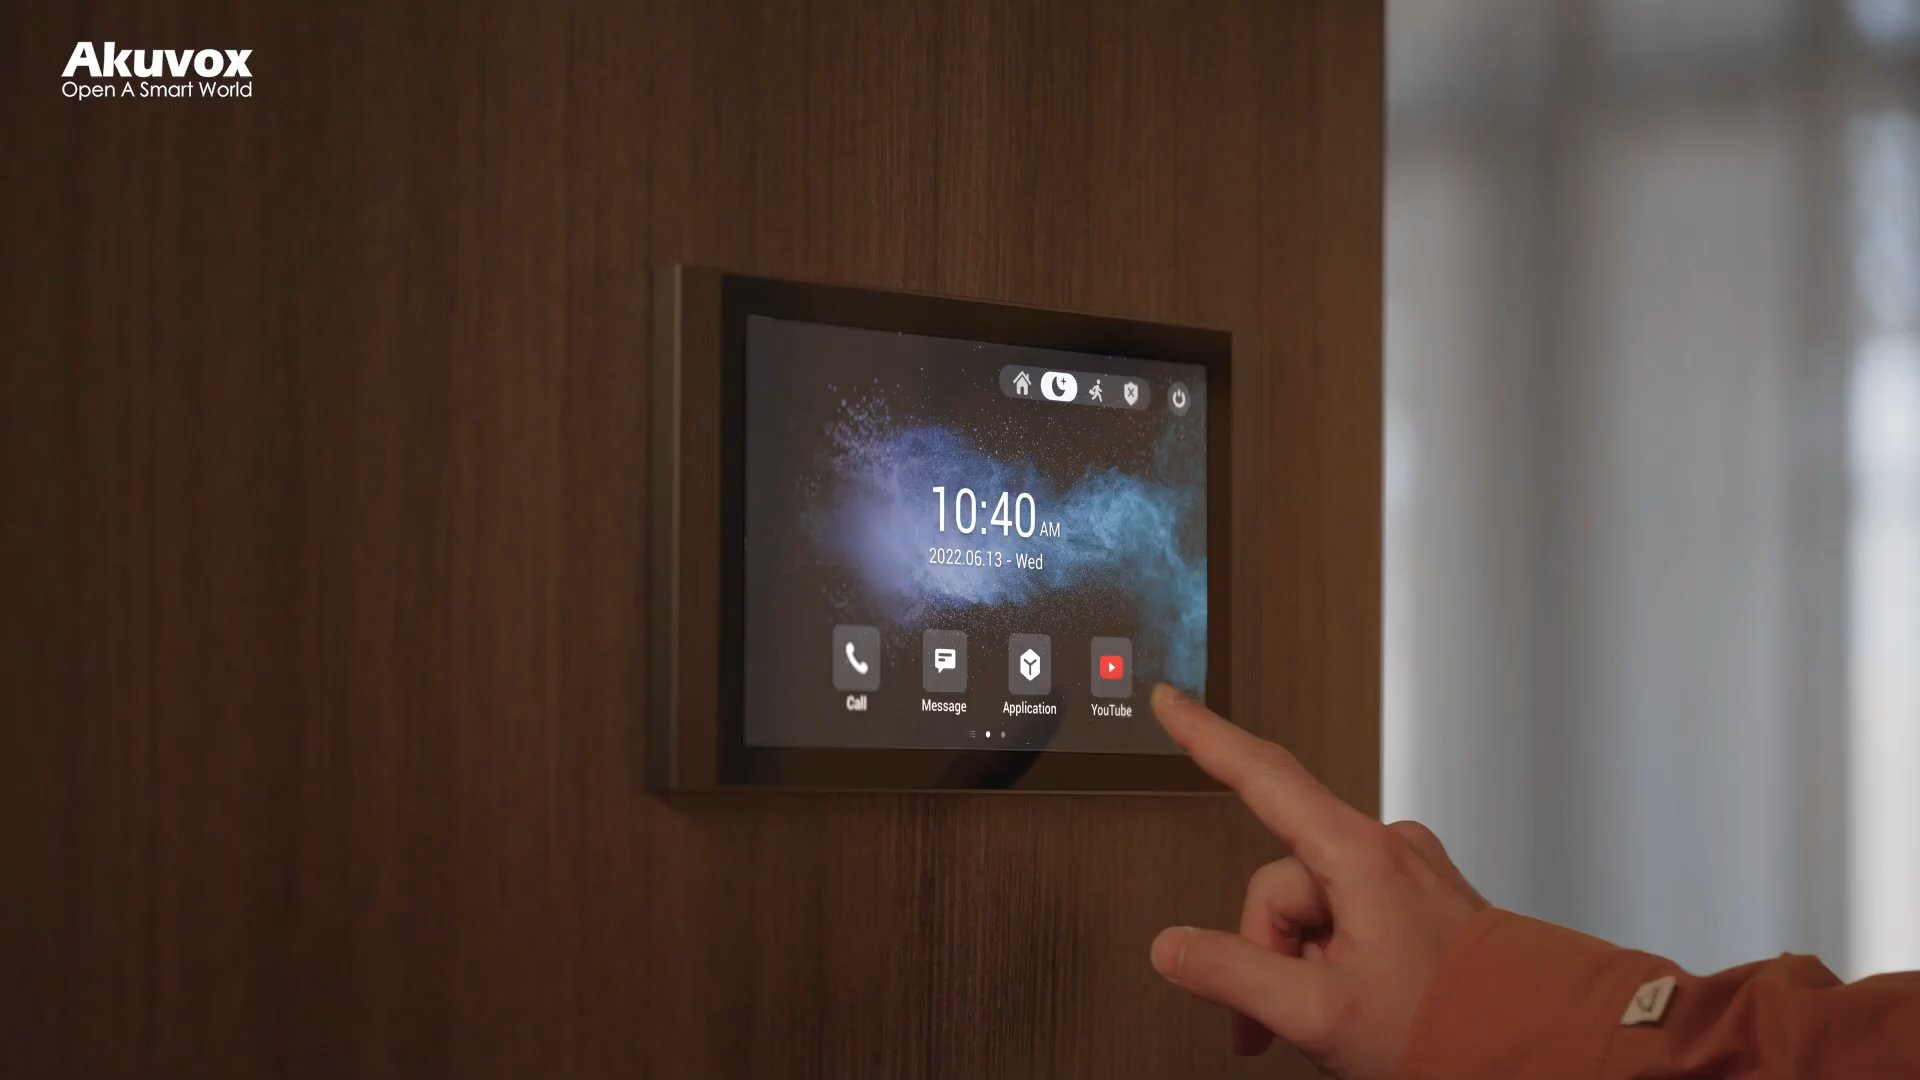 Akuvox
Open A Smart World
10:40 AM
2022.06.13 - Wed
Call
Message
Application
YouTube